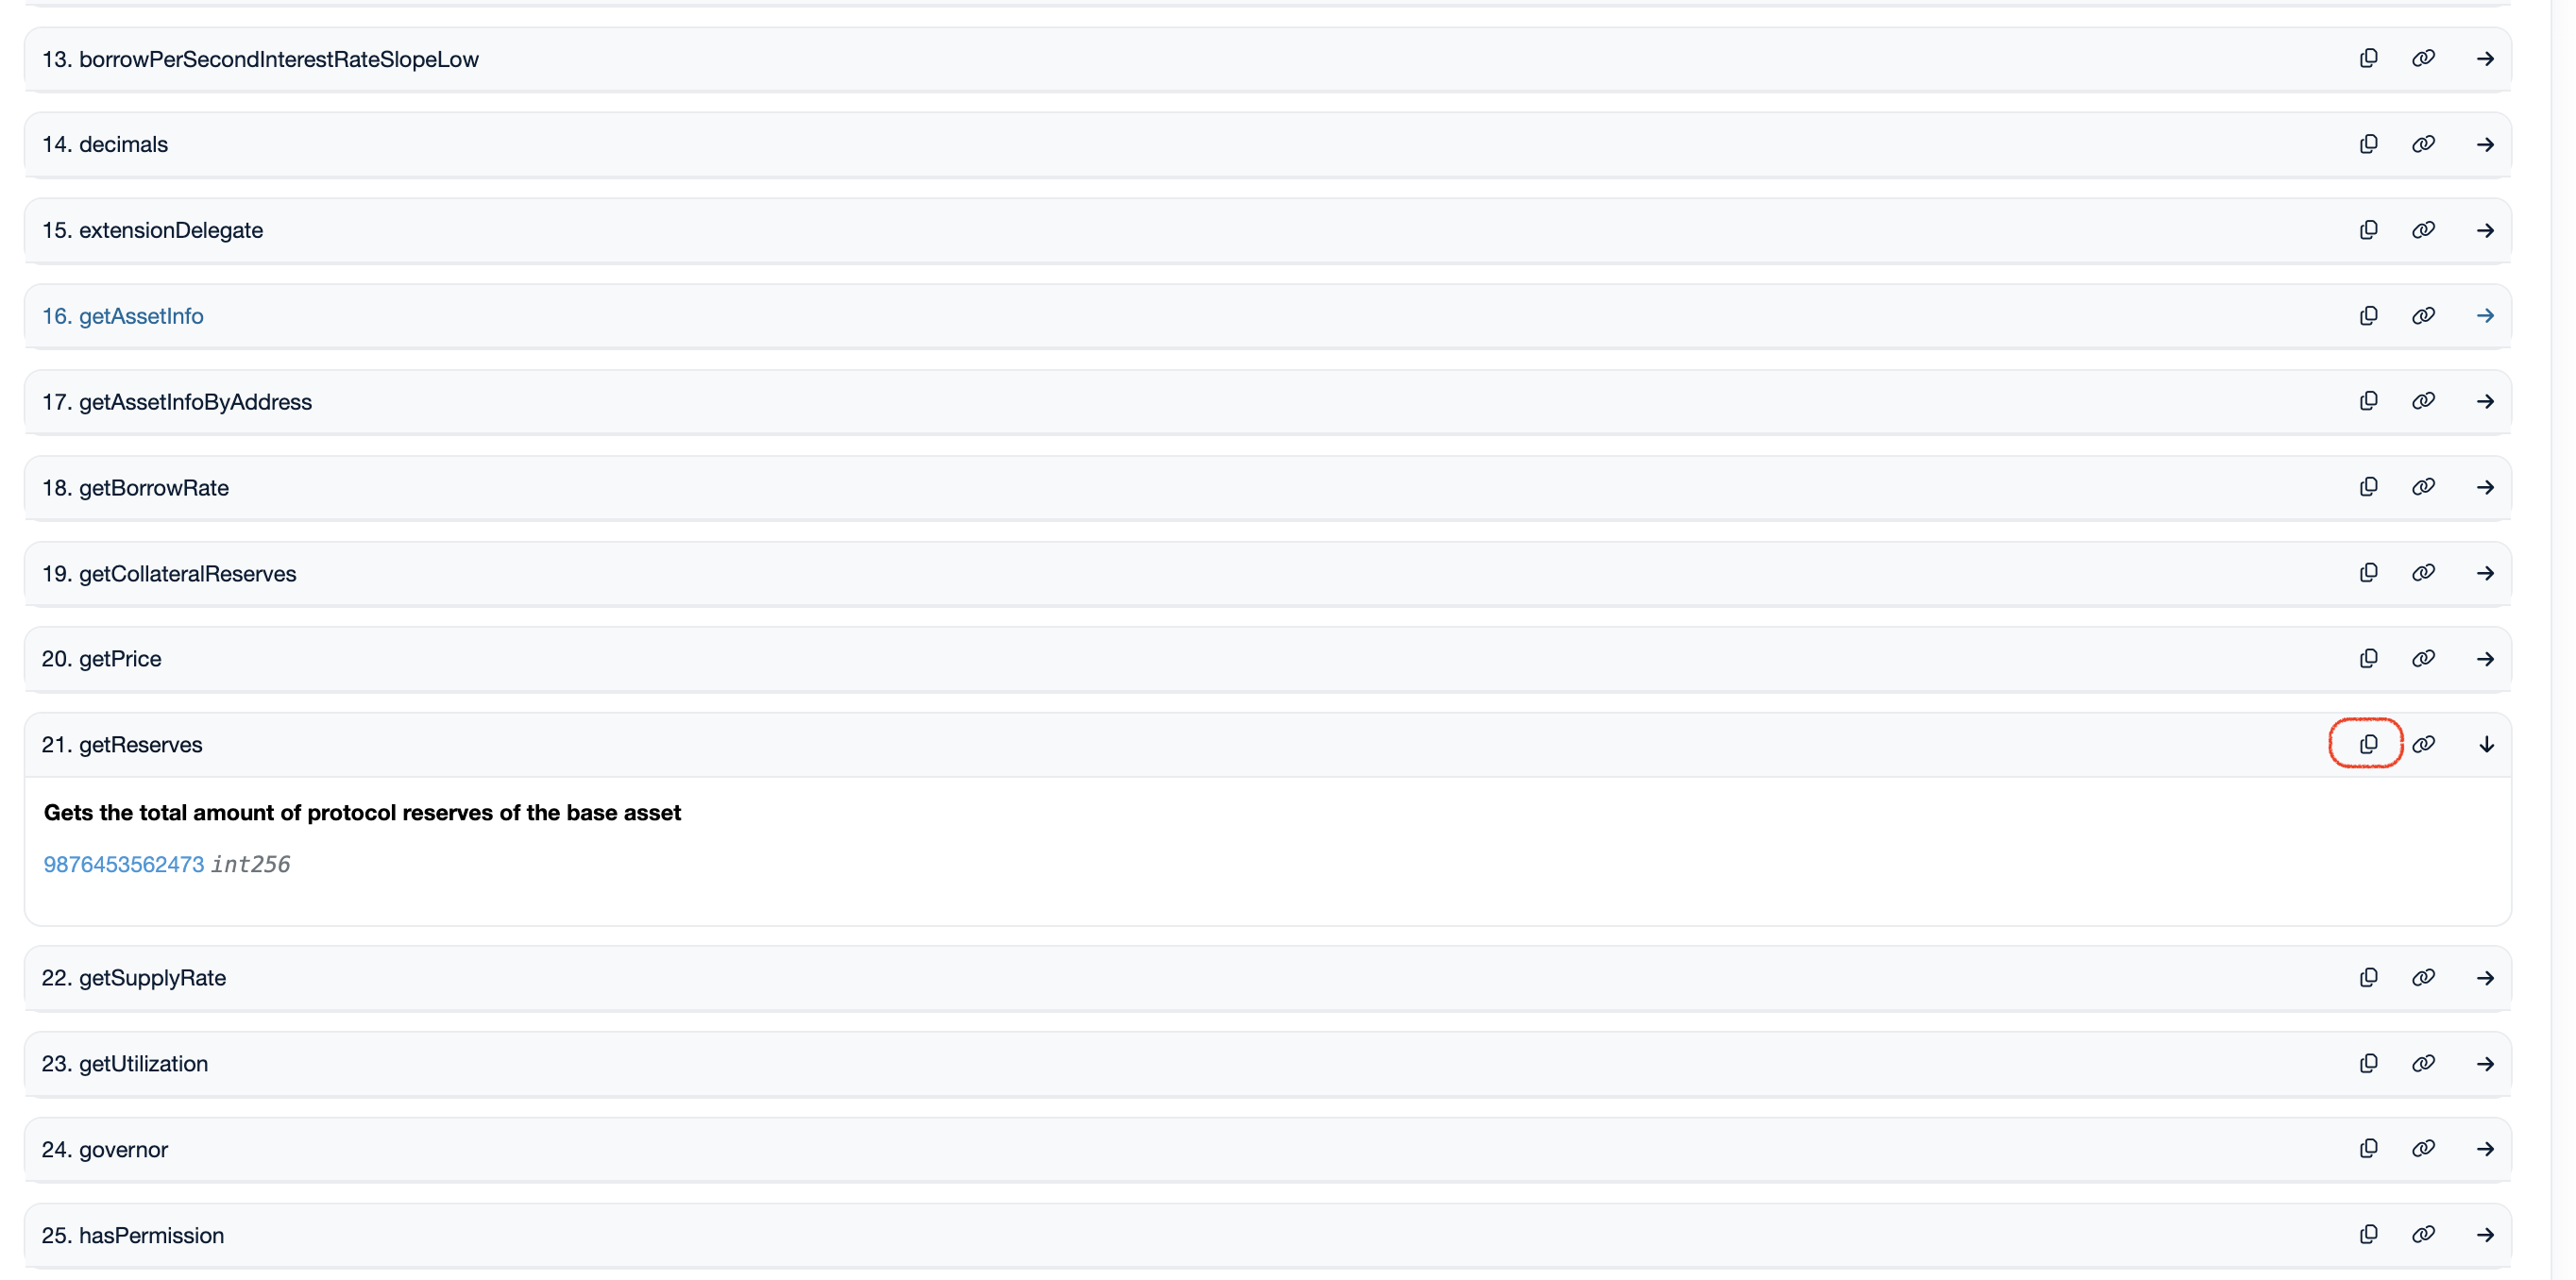 13. borrowPerSecondInterestRateSlopeLow
14. decimals
15. extensionDelegate
16. getAssetInfo
17. getAssetInfoByAddress
18. getBorrowRate
19. getCollateralReserves
20. getPrice
21. getReserves
Gets the total amount of protocol reserves of the base asset
9876453562473 int256
22. getSupplyRate
23. getUtilization
24. governor
25. hasPermission